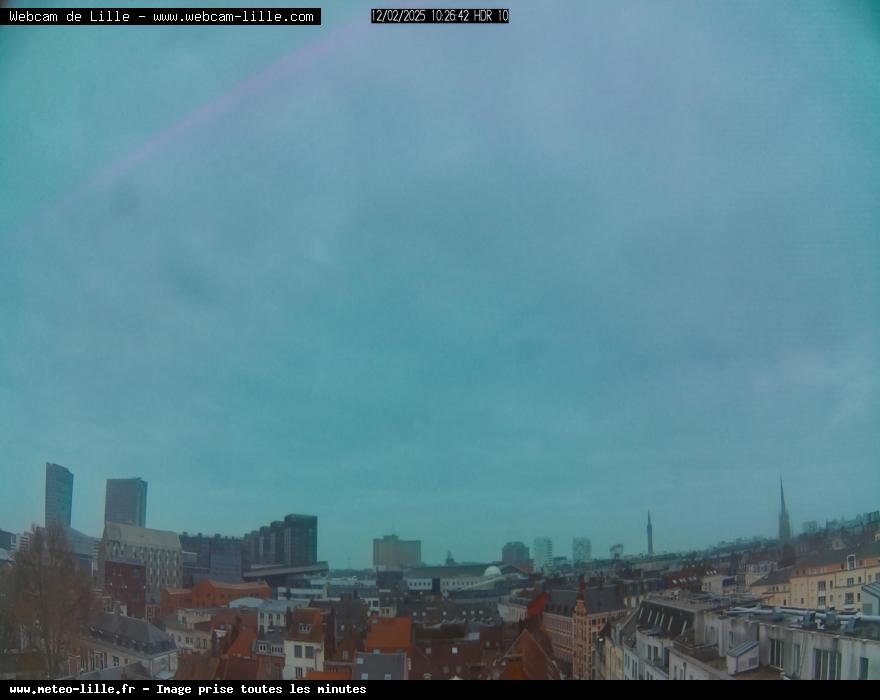 Webcam de Lille - www.webcam-lille.com
12/02/2025 10:26:42 HDR 10
www.meteo-lille.fr - Image prise toutes les minutes